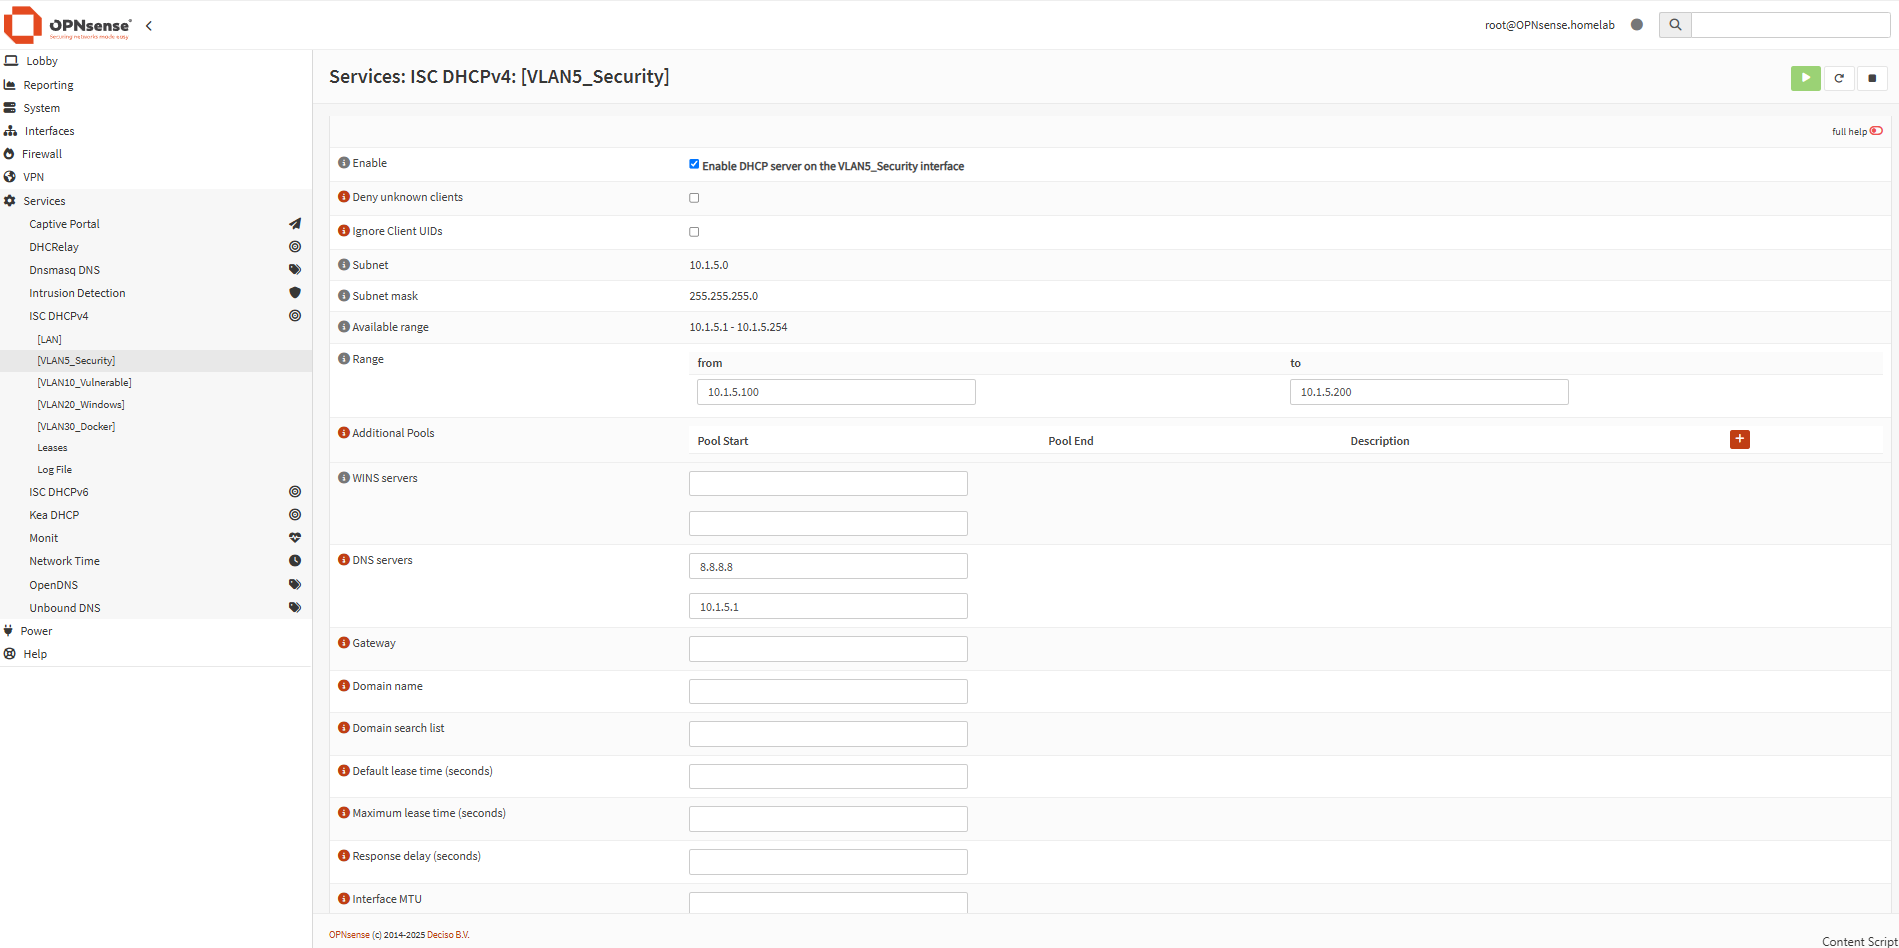 OPNsense®
Securing networks made easy
root@OPNsense.homelab
Lobby
Reporting
System
Interfaces
Firewall
VPN
Services
Captive Portal
DHCRelay
Dnsmasq DNS
Intrusion Detection
ISC DHCPv4
[LAN]
[VLAN5_Security]
[VLAN10_Vulnerable]
[VLAN20_Windows]
[VLAN30_Docker]
Leases
Log File
ISC DHCPv6
Kea DHCP
Monit
Network Time
OpenDNS
Unbound DNS
Power
Help
Services: ISC DHCPv4: [VLAN5_Security]
full help
Enable
Enable DHCP server on the VLAN5_Security interface
Deny unknown clients
Ignore Client UIDs
Subnet 10.1.5.0
Subnet mask 255.255.255.0
Available range 10.1.5.1 - 10.1.5.254
Range
from to
10.1.5.100 10.1.5.200
Additional Pools
Pool Start Pool End Description
WINS servers
DNS servers
8.8.8.8
10.1.5.1
Gateway
Domain name
Domain search list
Default lease time (seconds)
Maximum lease time (seconds)
Response delay (seconds)
Interface MTU
OPNsense (c) 2014-2025 Deciso B.V.
Content Script